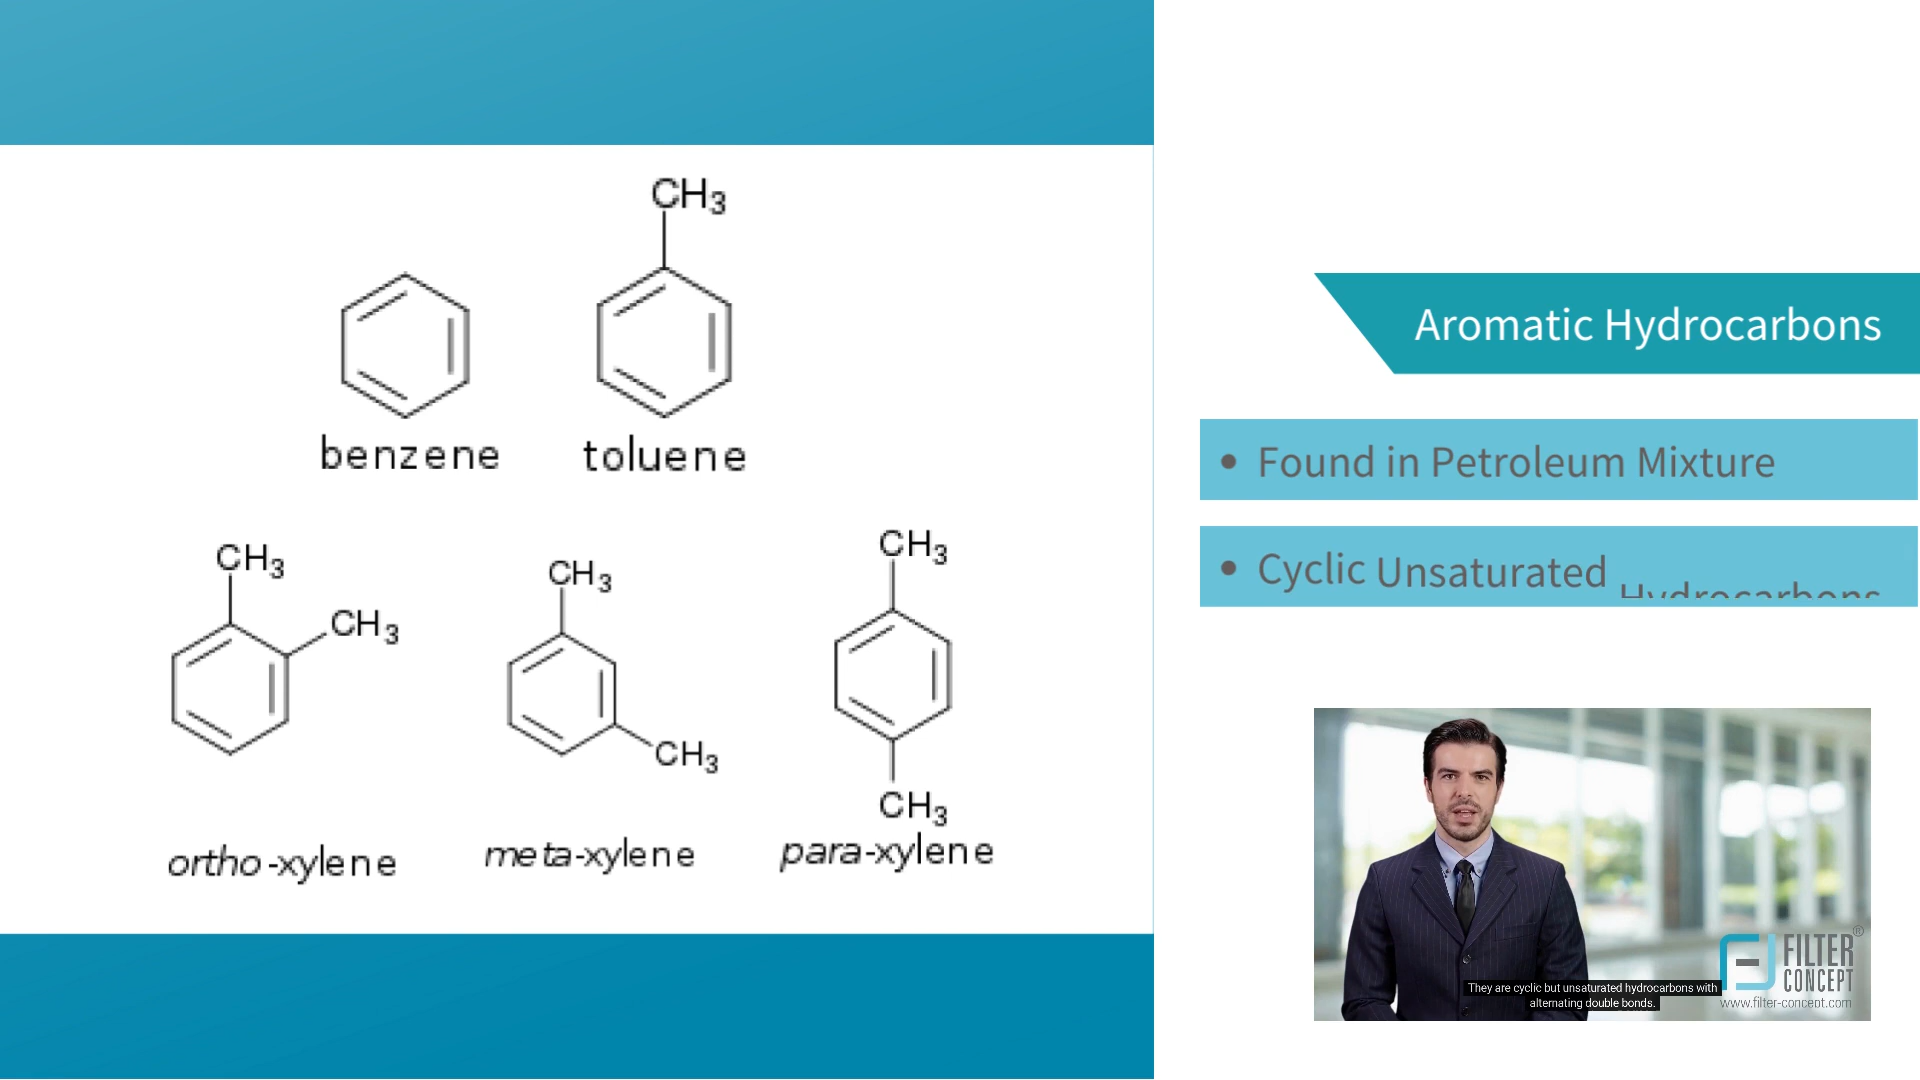 CH3
benzene
toluene
CH3
CH3
ortho-xylene
CH3
CH3
meta-xylene
CH3
CH3
para-xylene
Aromatic Hydrocarbons
• Found in Petroleum Mixture
• Cyclic Unsaturated Hydrocarbons
They are cyclic but unsaturated hydrocarbons with
alternating double bonds.
FILTER
CONCEPT
®
www.filter-concept.com